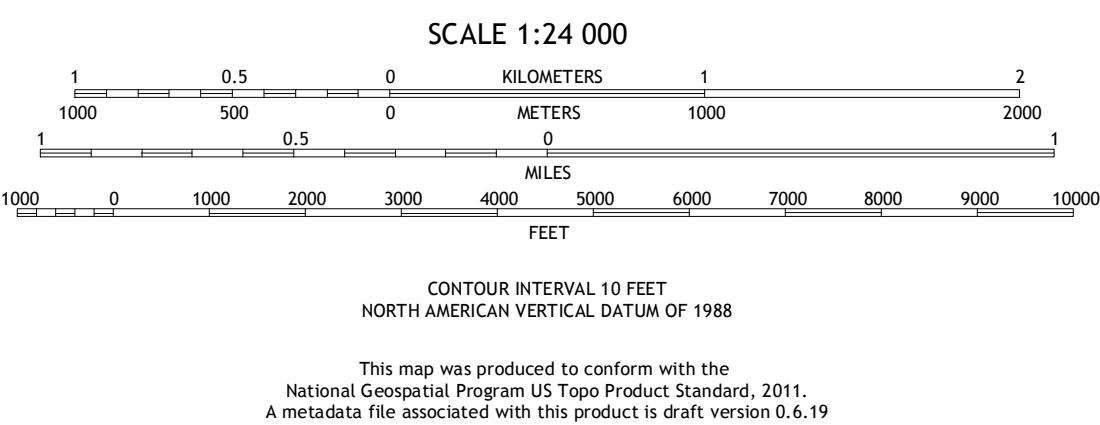 SCALE 1:24 000
1 0.5 0 KILOMETERS 1 2
1000 500 0 METERS 1000 2000
1 0.5 0 1
MILES
1000 0 1000 2000 3000 4000 5000 6000 7000 8000 9000 10000
FEET
CONTOUR INTERVAL 10 FEET
NORTH AMERICAN VERTICAL DATUM OF 1988
This map was produced to conform with the
National Geospatial Program US Topo Product Standard, 2011.
A metadata file associated with this product is draft version 0.6.19